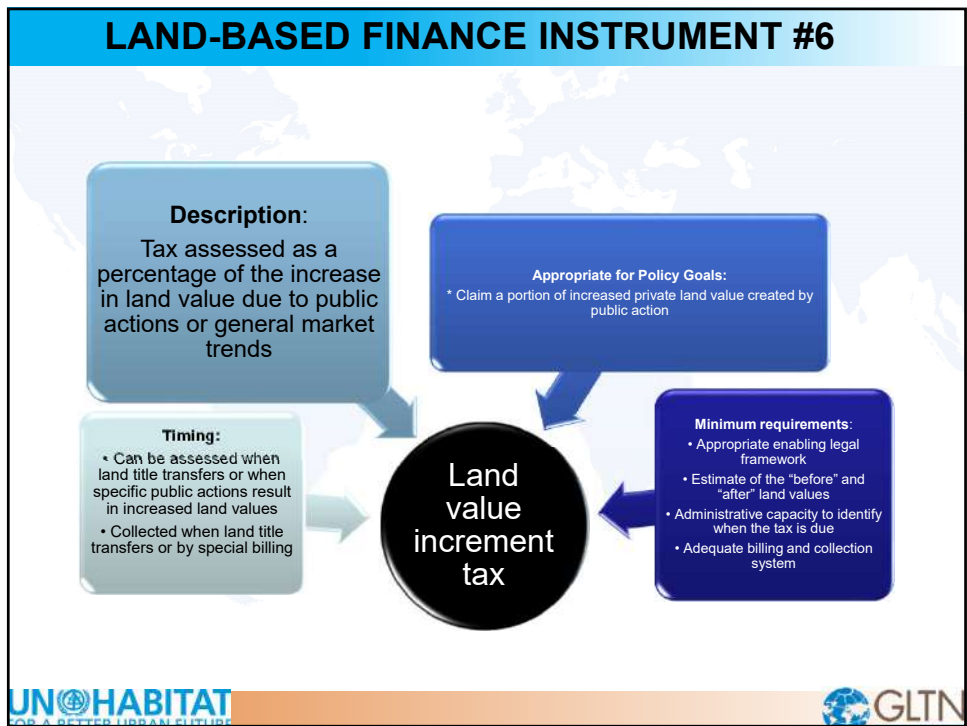 LAND-BASED FINANCE INSTRUMENT #6
Description:
Tax assessed as a
percentage of the increase
in land value due to public
actions or general market
trends
Appropriate for Policy Goals:
* Claim a portion of increased private land value created by
public action
Timing:
• Can be assessed when
land title transfers or when
specific public actions result
in increased land values
• Collected when land title
transfers or by special billing
Land
value
increment
tax
Minimum requirements:
• Appropriate enabling legal
framework
• Estimate of the “before” and
“after” land values
• Administrative capacity to identify
when the tax is due
• Adequate billing and collection
system
UN HABITAT
FOR A BETTER URBAN FUTURE
GLTN